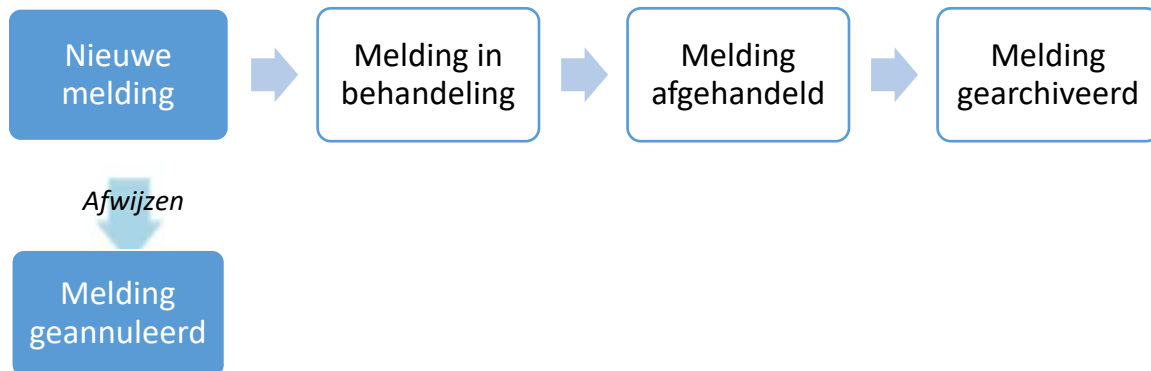 Nieuwe
melding
Melding in
behandeling
Melding
afgehandeld
Melding
gearchiveerd
Afwijzen
Melding
geannuleerd